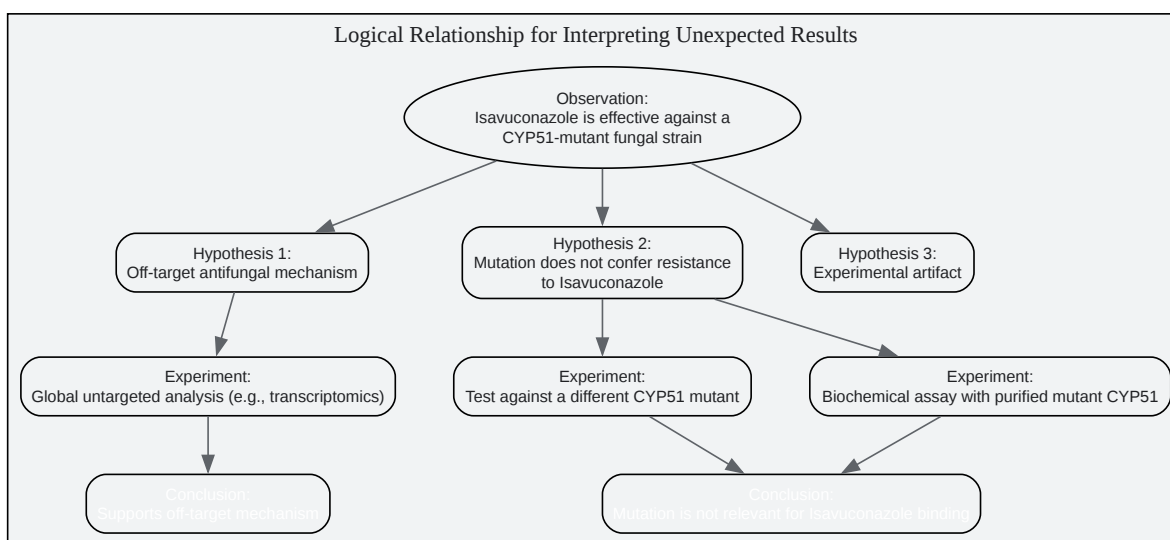 Logical Relationship for Interpreting Unexpected Results
Observation:
Isavuconazole is effective against a
CYP51-mutant fungal strain
Hypothesis 1:
Off-target antifungal mechanism
Hypothesis 2:
Mutation does not confer resistance
to Isavuconazole
Hypothesis 3:
Experimental artifact
Experiment:
Global untargeted analysis (e.g., transcriptomics)
Experiment:
Test against a different CYP51 mutant
Experiment:
Biochemical assay with purified mutant CYP51
Conclusion:
Supports off-target mechanism
Conclusion:
Mutation is not relevant for Isavuconazole binding